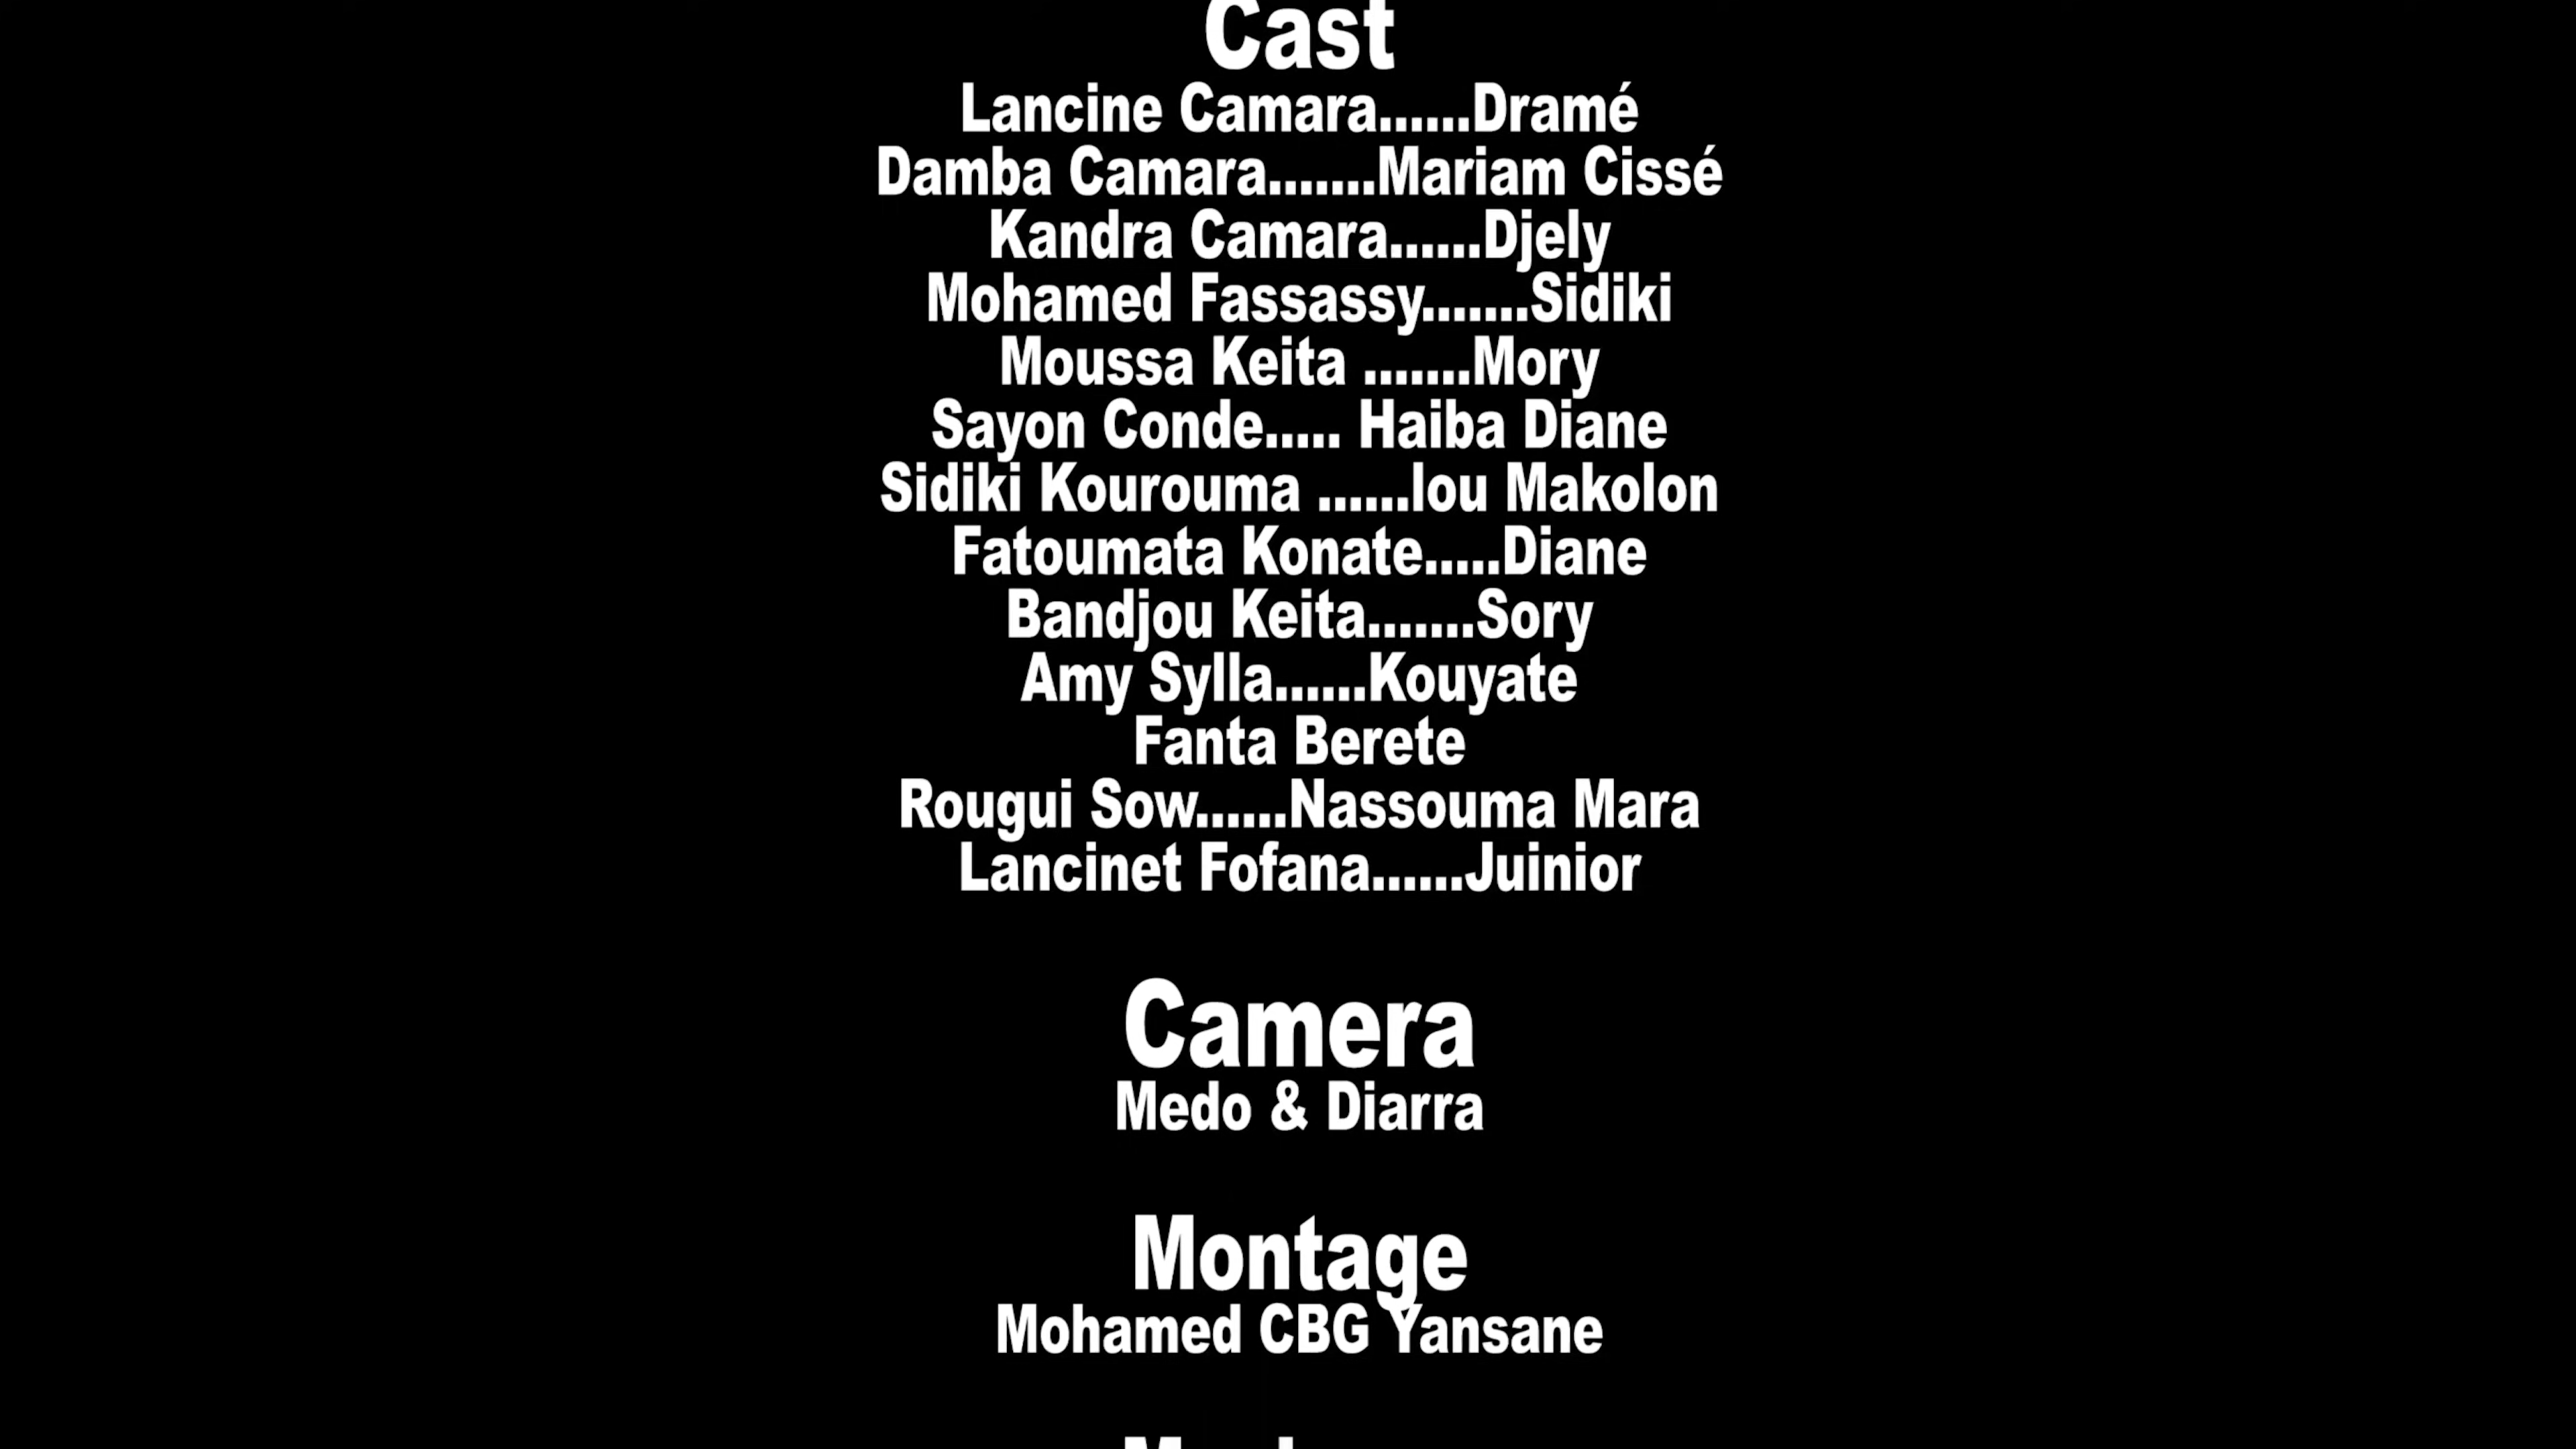 Cast
Lancine Camara......Dramé
Damba Camara.......Mariam Cissé
Kandra Camara......Djely
Mohamed Fassassy.......Sidiki
Moussa Keita .......Mory
Sayon Conde..... Haiba Diane
Sidiki Kourouma ......lou Makolon
Fatoumata Konate.....Diane
Bandjou Keita.......Sory
Amy Sylla......Kouyate
Fanta Berete
Rougui Sow......Nassouma Mara
Lancinet Fofana......Juinior
Camera
Medo & Diarra
Montage
Mohamed CBG Yansane